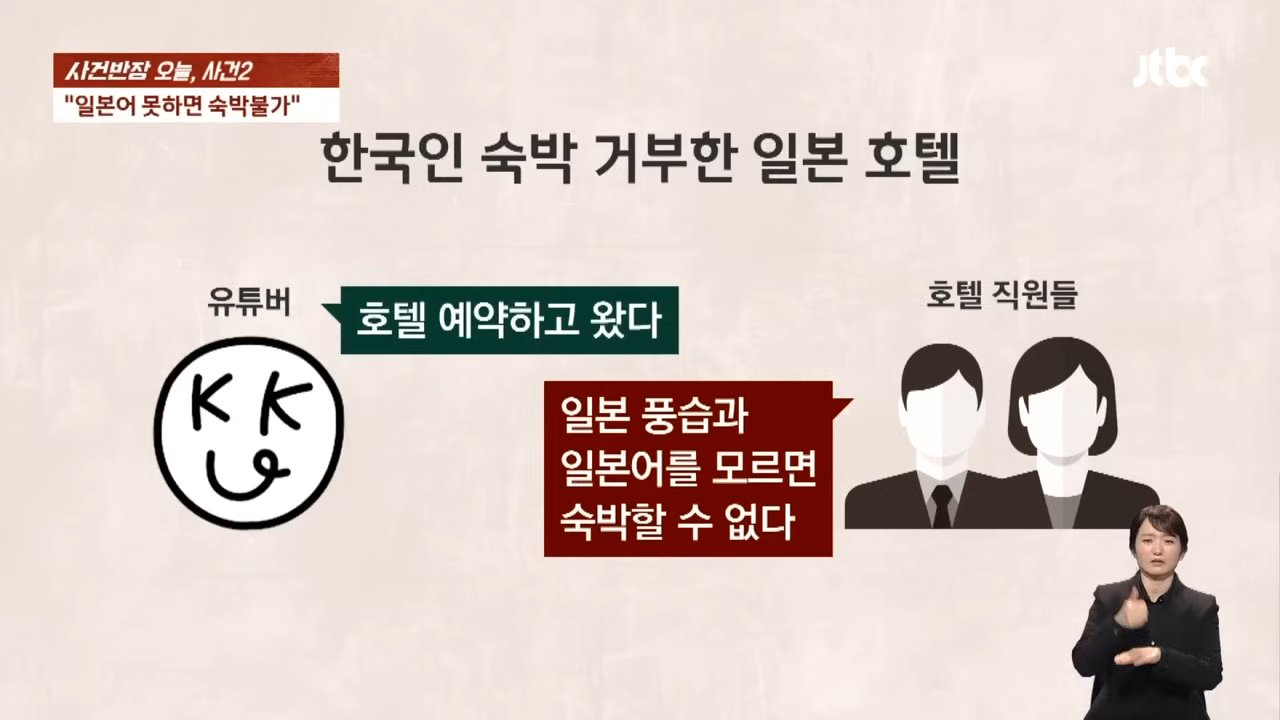 사건반장 오늘, 사건2
"일본어 못하면 숙박불가"
jtbc
한국인 숙박 거부한 일본 호텔
유튜버
호텔 예약하고 왔다
호텔 직원들
일본 풍습과
일본어를 모르면
숙박할 수 없다